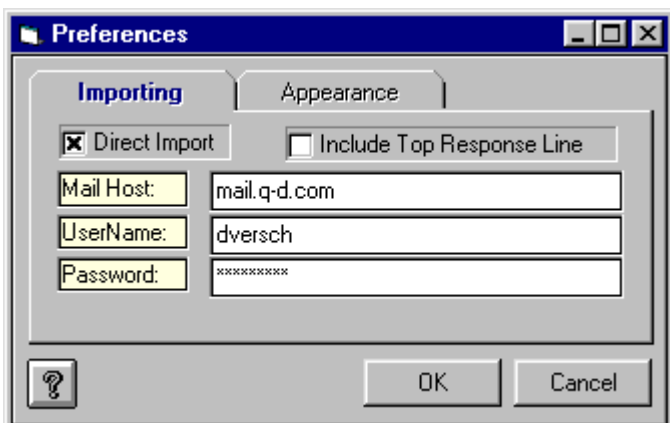 Preferences
Importing Appearance
Direct Import Include Top Response Line
Mail Host: mail.q-d.com
UserName: dversch
Password: *********
? OK Cancel